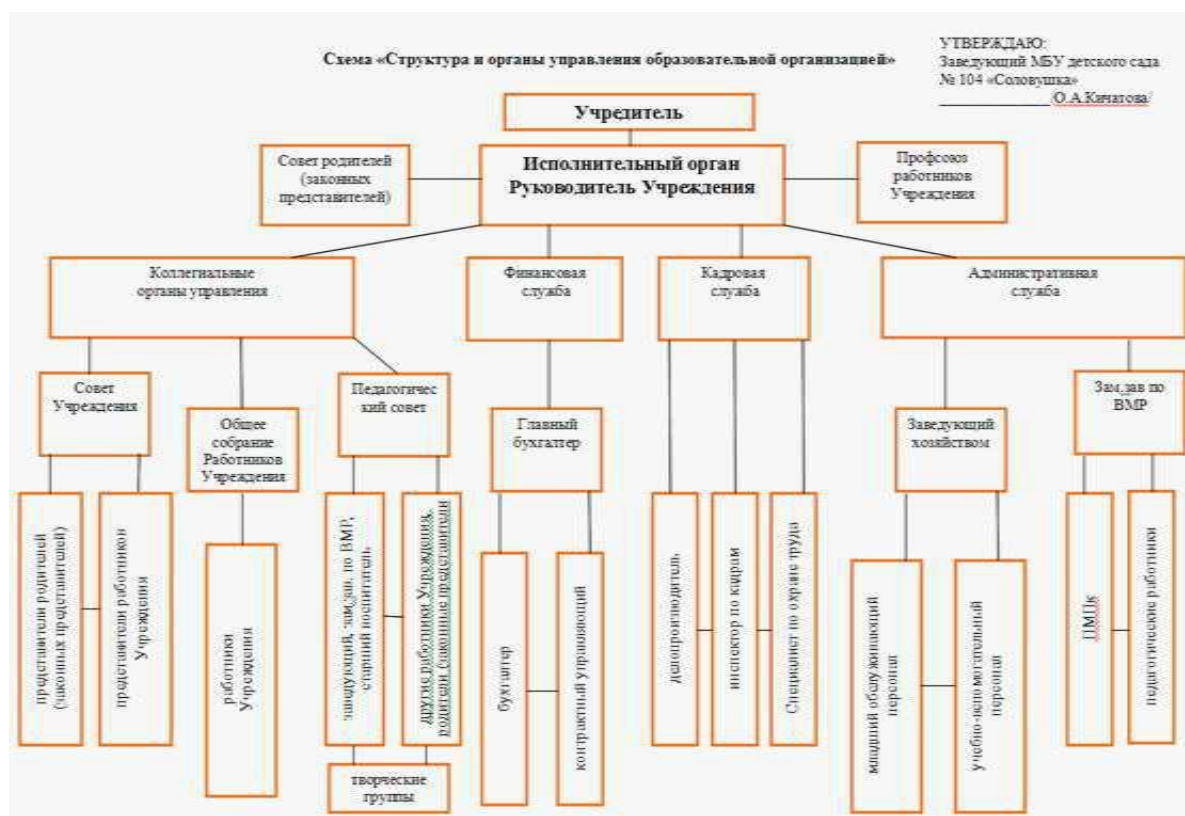 Схема «Структура и органы управления образовательной организацией»
УТВЕРЖДАЮ:
Заведующий МБУ детского сада
№ 104 «Соловушка»
/О.А.Кичатова/
Учредитель
Совет родителей
(законных
представителей)
Исполнительный орган
Руководитель Учреждения
Профсоюз
работников
Учреждения
Коллегиальные
органы управления
Финансовая
служба
Кадровая
служба
Административная
служба
Совет
Учреждения
Общее
собрание
Работников
Учреждения
Педагогичес
кий совет
Главный
бухгалтер
Заведующий
хозяйством
Зам.зав по
ВМР
представители родителей
(законных представителей)
представители работников
Учреждения
работники
Учреждения
заведующий, зам.зав. по ВМР,
старший воспитатель
другие работники Учреждения,
родители (законные представители
творческие
группы
бухгалтер
контрактный управляющий
делопроизводитель
инспектор по кадрам
Специалист по охране труда
младший обслуживающий
персонал
учебно-вспомогательный
персонал
ПМПк
педагогические работники